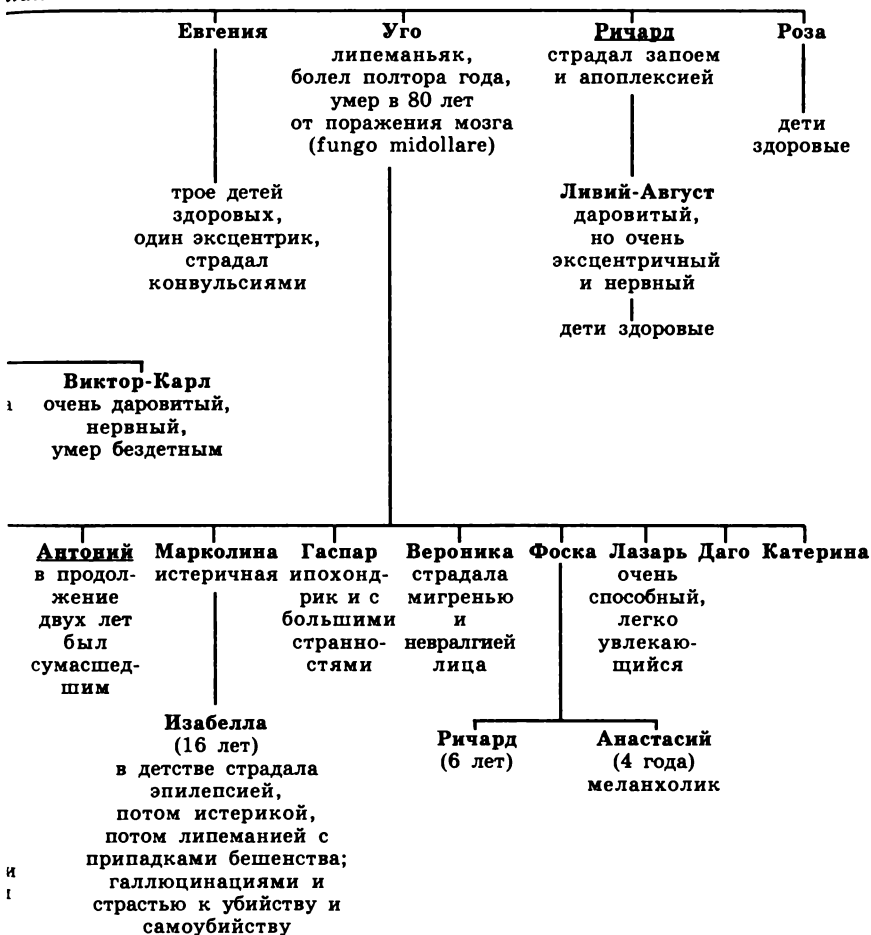 Евгения
Уго
липеманьяк,
болел полтора года,
умер в 80 лет
от поражения мозга
(fungo midollare)
Ричард
страдал запоем
и апоплексией
Роза
дети
здоровые
трое детей
здоровых,
один эксцентрик,
страдал
конвульсиями
Ливий-Август
даровитый,
но очень
эксцентричный
и нервный
дети здоровые
Виктор-Карл
очень даровитый,
нервный,
умер бездетным
Антоний
в продол-
жение
двух лет
был
сумасшед-
шим
Марколина
истеричная
Гаспар
ипохонд-
рик и с
большими
странно-
стями
Вероника
страдала
мигренью
и
невралгией
лица
Фоска
Лазарь
очень
способный,
легко
увлекаю-
щийся
Даго
Катерина
Изабелла
(16 лет)
в детстве страдала
эпилепсией,
потом истерикой,
потом липеманией с
припадками бешенства;
галлюцинациями и
страстью к убийству и
самоубийству
Ричард
(6 лет)
Анастасий
(4 года)
меланхолик